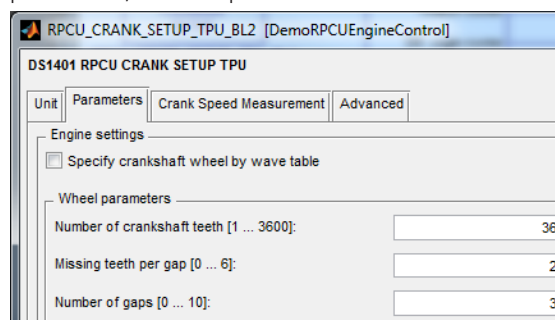 RPCU_CRANK_SETUP_TPU_BL2 [DemoRPCUEngineControl]
DS1401 RPCU CRANK SETUP TPU
Unit Parameters Crank Speed Measurement Advanced
Engine settings
Specify crankshaft wheel by wave table
Wheel parameters
Number of crankshaft teeth [1 ... 3600]: 36
Missing teeth per gap [0 ... 6]: 2
Number of gaps [0 ... 10]: 3